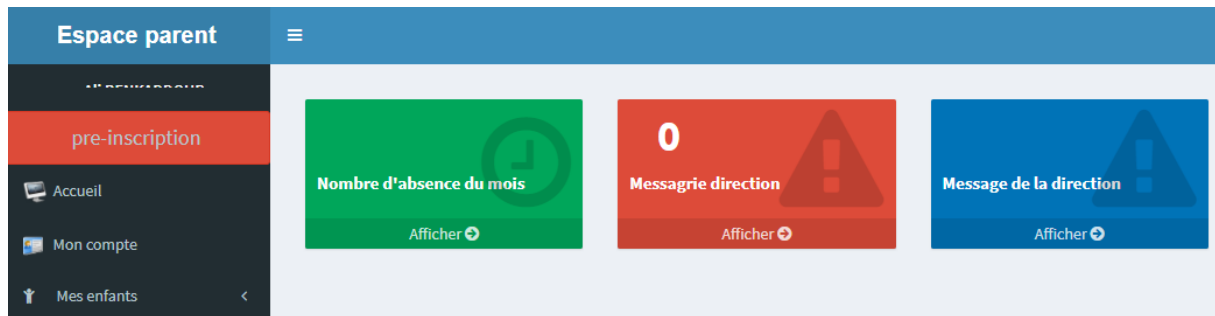 Espace parent
pre-inscription
Accueil
Mon compte
Mes enfants
Nombre d'absence du mois
Afficher
0
Messagrie direction
Afficher
Message de la direction
Afficher